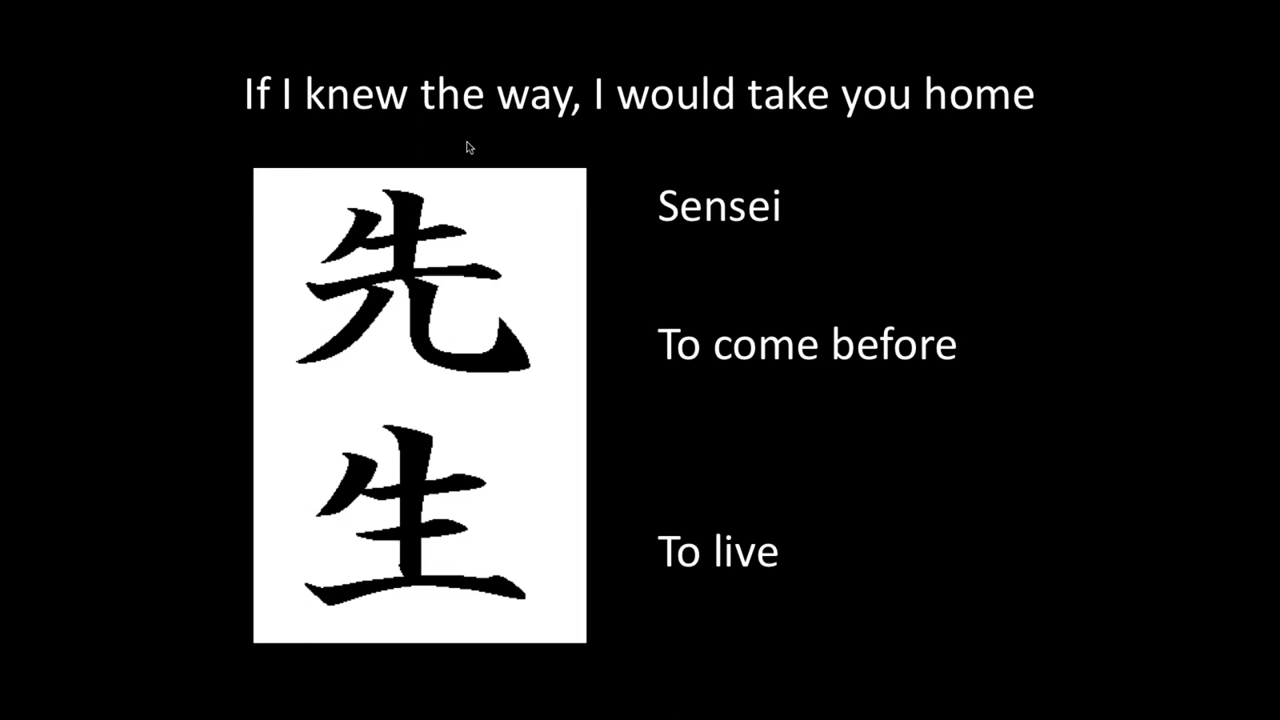 If I knew the way, I would take you home
先
生
Sensei
To come before
To live